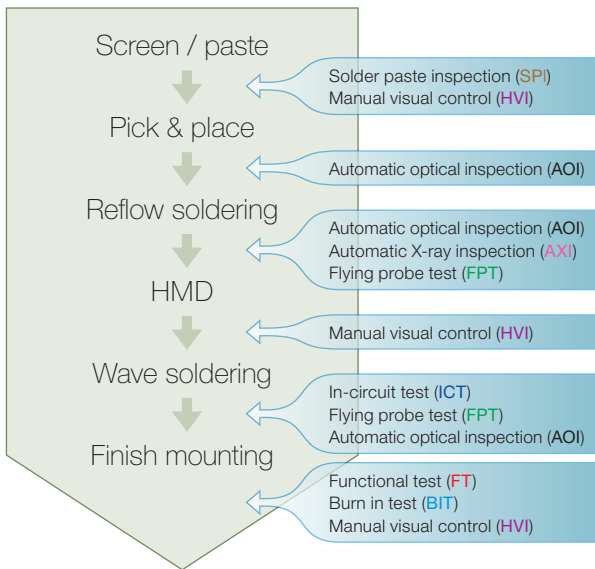 Screen / paste
Solder paste inspection (SPI)
Manual visual control (HVI)
Pick & place
Automatic optical inspection (AOI)
Reflow soldering
Automatic optical inspection (AOI)
Automatic X-ray inspection (AXI)
Flying probe test (FPT)
HMD
Manual visual control (HVI)
Wave soldering
In-circuit test (ICT)
Flying probe test (FPT)
Automatic optical inspection (AOI)
Finish mounting
Functional test (FT)
Burn in test (BIT)
Manual visual control (HVI)